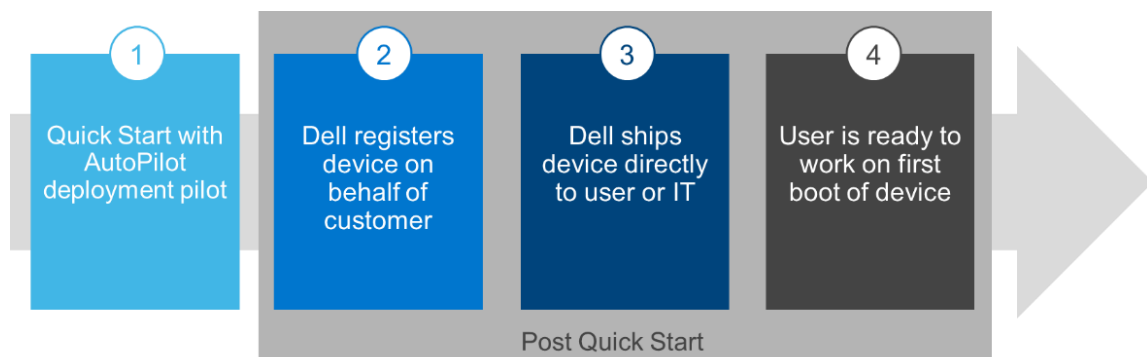 1
Quick Start with
AutoPilot
deployment pilot
2
Dell registers
device on
behalf of
customer
3
Dell ships
device directly
to user or IT
4
User is ready to
work on first
boot of device
Post Quick Start